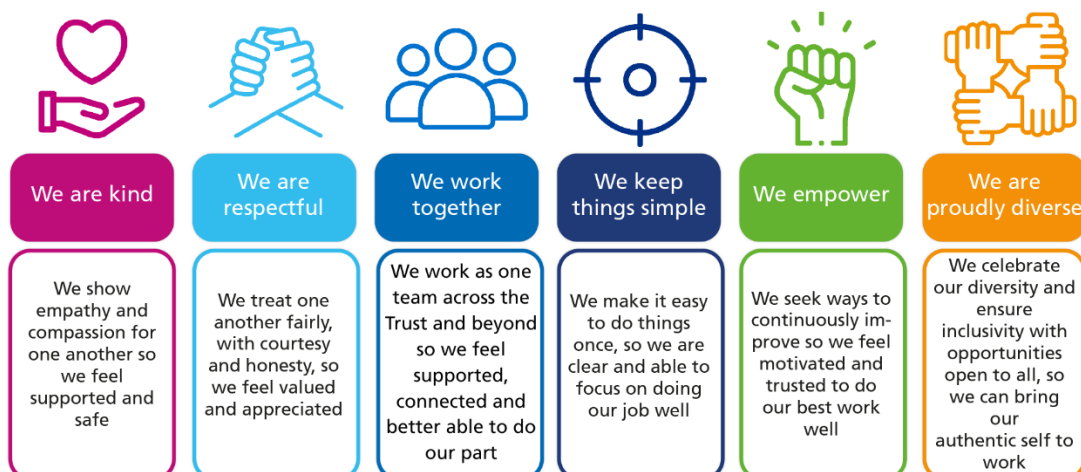 We are kind
We are
respectful
We work
together
We keep
things simple
We empower
We are
proudly diverse
We show
empathy and
compassion for
one another so
we feel
supported and
safe
We treat one
another fairly,
with courtesy
and honesty, so
we feel valued
and appreciated
We work as one
team across the
Trust and beyond
so we feel
supported,
connected and
better able to do
our part
We make it easy
to do things
once, so we are
clear and able to
focus on doing
our job well
We seek ways to
continuously im-
prove so we feel
motivated and
trusted to do
our best work
well
We celebrate
our diversity and
ensure
inclusivity with
opportunities
open to all, so
we can bring
our
authentic self to
work